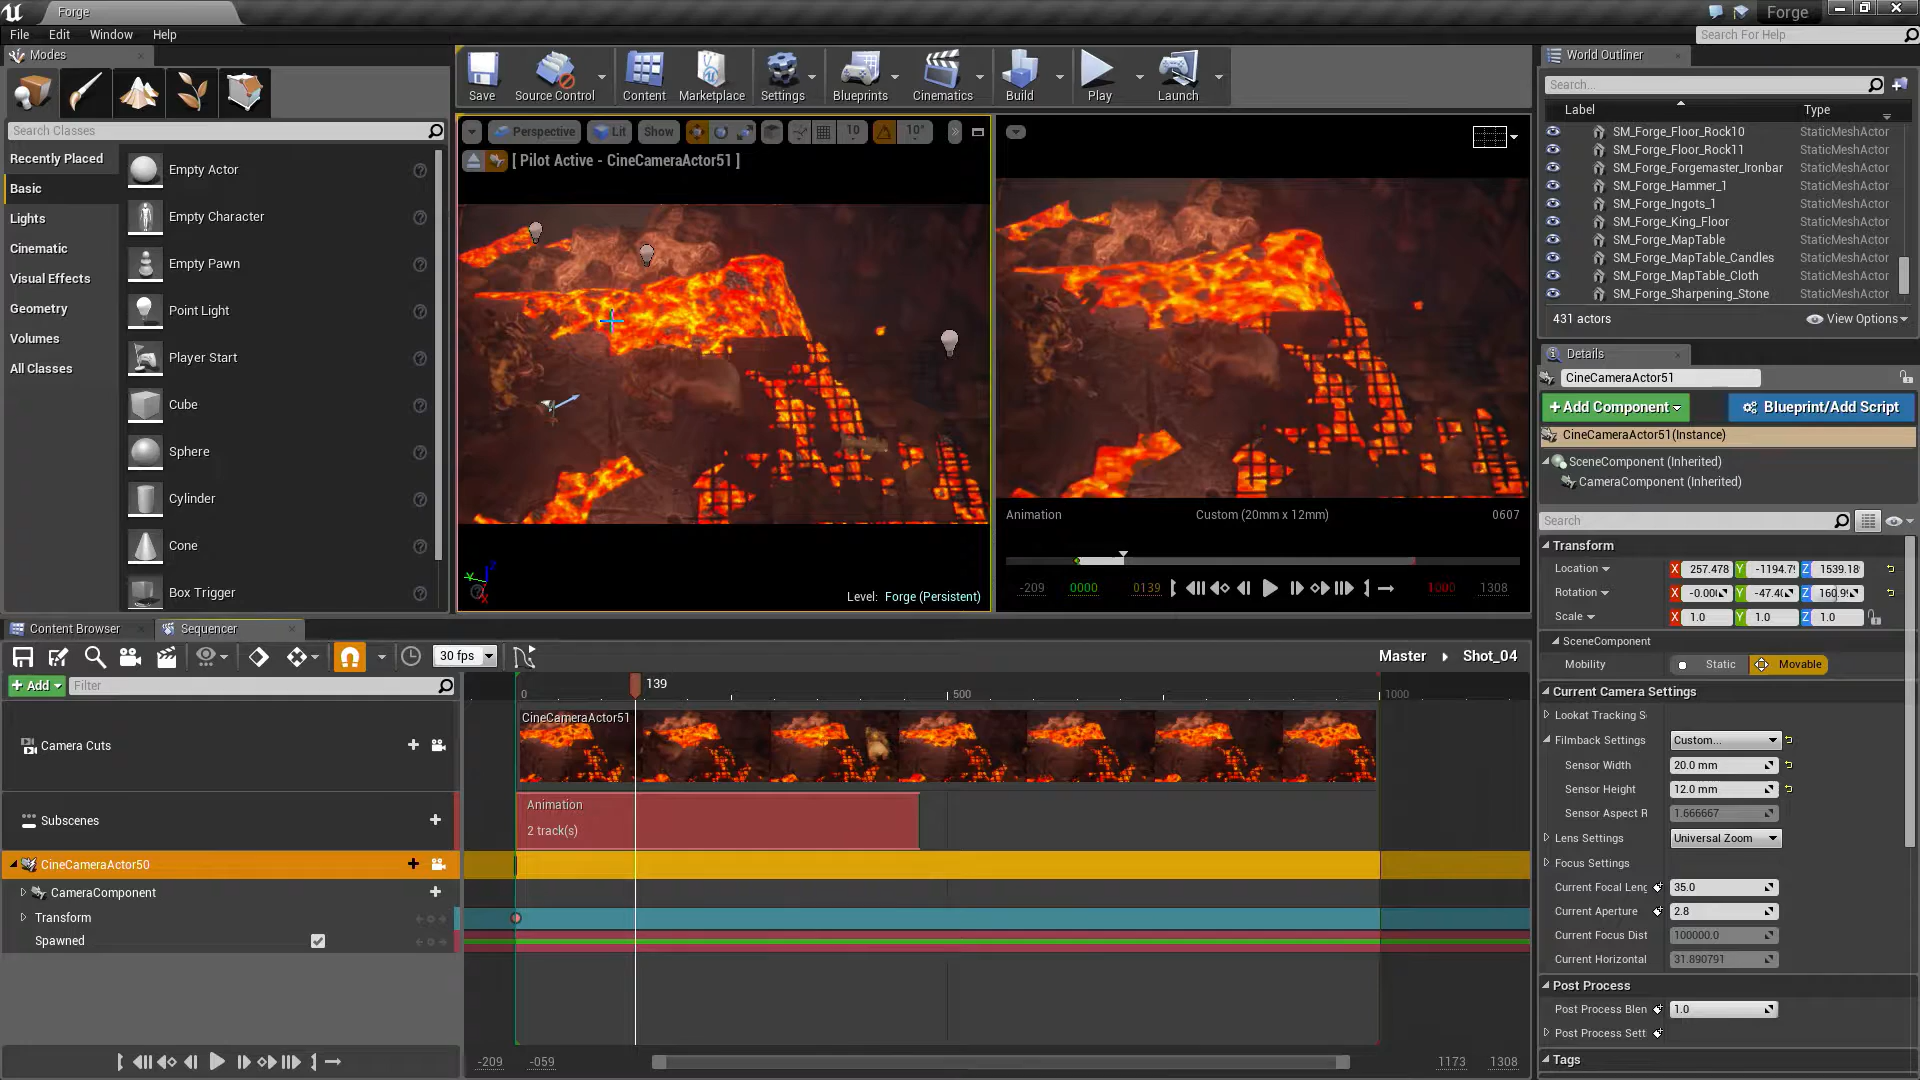 Forge
Forge
File Edit Window Help
Search For Help
Modes
Save Source Control Content Marketplace Settings Blueprints Cinematics Build Play Launch
World Outliner
Search...
Label Type
Search Classes
Perspective Lit Show 10 10°
[ Pilot Active - CineCameraActor51 ]
Recently Placed
Basic
Lights
Cinematic
Visual Effects
Geometry
Volumes
All Classes
Empty Actor
Empty Character
Empty Pawn
Point Light
Player Start
Cube
Sphere
Cylinder
Cone
Box Trigger
SM_Forge_Floor_Rock10 StaticMeshActor
SM_Forge_Floor_Rock11 StaticMeshActor
SM_Forge_Forgemaster_Ironbar StaticMeshActor
SM_Forge_Hammer_1 StaticMeshActor
SM_Forge_Ingots_1 StaticMeshActor
SM_Forge_King_Floor StaticMeshActor
SM_Forge_MapTable StaticMeshActor
SM_Forge_MapTable_Candles StaticMeshActor
SM_Forge_MapTable_Cloth StaticMeshActor
SM_Forge_Sharpening_Stone StaticMeshActor
431 actors View Options
Details
CineCameraActor51
+Add Component Blueprint/Add Script
CineCameraActor51(Instance)
SceneComponent (Inherited)
CameraComponent (Inherited)
Search
Animation Custom (20mm x 12mm) 0607
-209 0000 0139 1000 1308
Level: Forge (Persistent)
Transform
Location X 257.478 Y -1194.7 Z 1539.18
Rotation X -0.00 Y -47.4 Z 160.9
Scale X 1.0 Y 1.0 Z 1.0
SceneComponent
Mobility Static Movable
Current Camera Settings
Lookat Tracking S
Filmback Settings Custom...
Sensor Width 20.0 mm
Sensor Height 12.0 mm
Sensor Aspect R 1.666667
Lens Settings Universal Zoom
Focus Settings
Current Focal Leng 35.0
Current Aperture 2.8
Current Focus Dist 100000.0
Current Horizontal 31.890791
Post Process
Post Process Blen 1.0
Post Process Sett
Tags
Content Browser Sequencer
30 fps
Master Shot_04
+ Add Filter
139
0 500 1000
Camera Cuts
CineCameraActor51
Subscenes
Animation
2 track(s)
CineCameraActor50
CameraComponent
Transform
Spawned
-209 -059 1173 1308